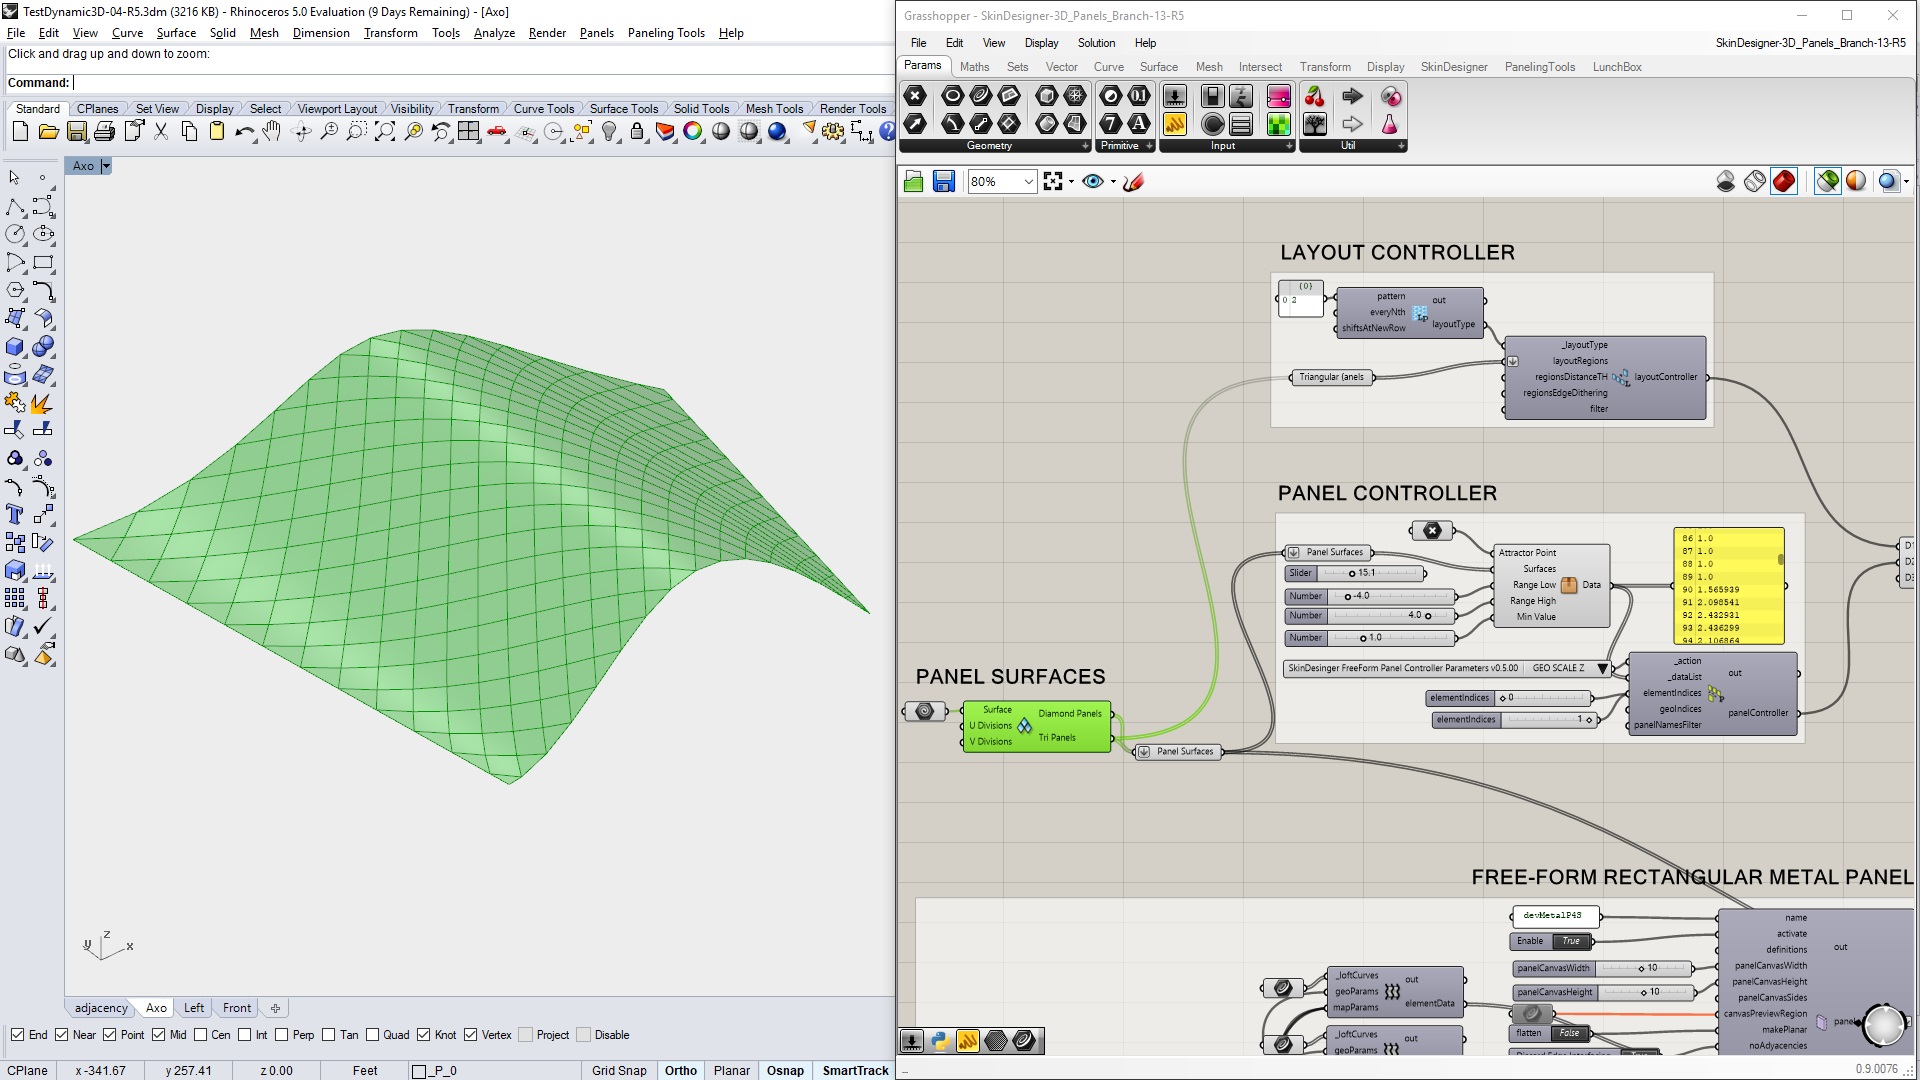 TestDynamic3D-04-R5.3dm (3216 KB) - Rhinoceros 5.0 Evaluation (9 Days Remaining) - [Axo]
File Edit View Curve Surface Solid Mesh Dimension Transform Tools Analyze Render Panels Paneling Tools Help
Click and drag up and down to zoom:
Command:
Standard CPlanes Set View Display Select Viewport Layout Visibility Transform Curve Tools Surface Tools Solid Tools Mesh Tools Render Tools
Axo
z
y
x
adjacency Axo Left Front
End Near Point Mid Cen Int Perp Tan Quad Knot Vertex Project Disable
CPlane x -341.67 y 257.41 z 0.00 Feet _P_0 Grid Snap Ortho Planar Osnap SmartTrack
Grasshopper - SkinDesigner-3D_Panels_Branch-13-R5
File Edit View Display Solution Help SkinDesigner-3D_Panels_Branch-13-R5
Params Maths Sets Vector Curve Surface Mesh Intersect Transform Display SkinDesigner PanelingTools LunchBox
Geometry Primitive Input Util
80%
LAYOUT CONTROLLER
{0}
0 2
pattern
everyNth
shiftsAtNewRow
out
layoutType
_layoutType
layoutRegions
regionsDistanceTH
regionsEdgeDithering
filter
layoutController
Triangular (anels
PANEL CONTROLLER
Panel Surfaces
Slider 15.1
Number -4.0
Number 4.0
Number 1.0
Attractor Point
Surfaces
Range Low
Range High
Min Value
Data
86 1.0
87 1.0
88 1.0
89 1.0
90 1.565939
91 2.098541
92 2.432931
93 2.436299
94 2.106864
SkinDesinger FreeForm Panel Controller Parameters v0.5.00 GEO SCALE Z
elementIndices 0
elementIndices 1
_action
_dataList
elementIndices
geoIndices
panelNamesFilter
out
panelController
PANEL SURFACES
Surface
U Divisions
V Divisions
Diamond Panels
Tri Panels
Panel Surfaces
FREE-FORM RECTANGULAR METAL PANEL
devMetalP4S
Enable True
panelCanvasWidth 10
panelCanvasHeight 10
flatten False
name
activate
definitions
panelCanvasWidth
panelCanvasHeight
panelCanvasSides
canvasPreviewRegion
makePlanar
noAdyacencies
out
_loftCurves
geoParams
mapParams
out
elementData
_loftCurves
geoParams
out
0.9.0076